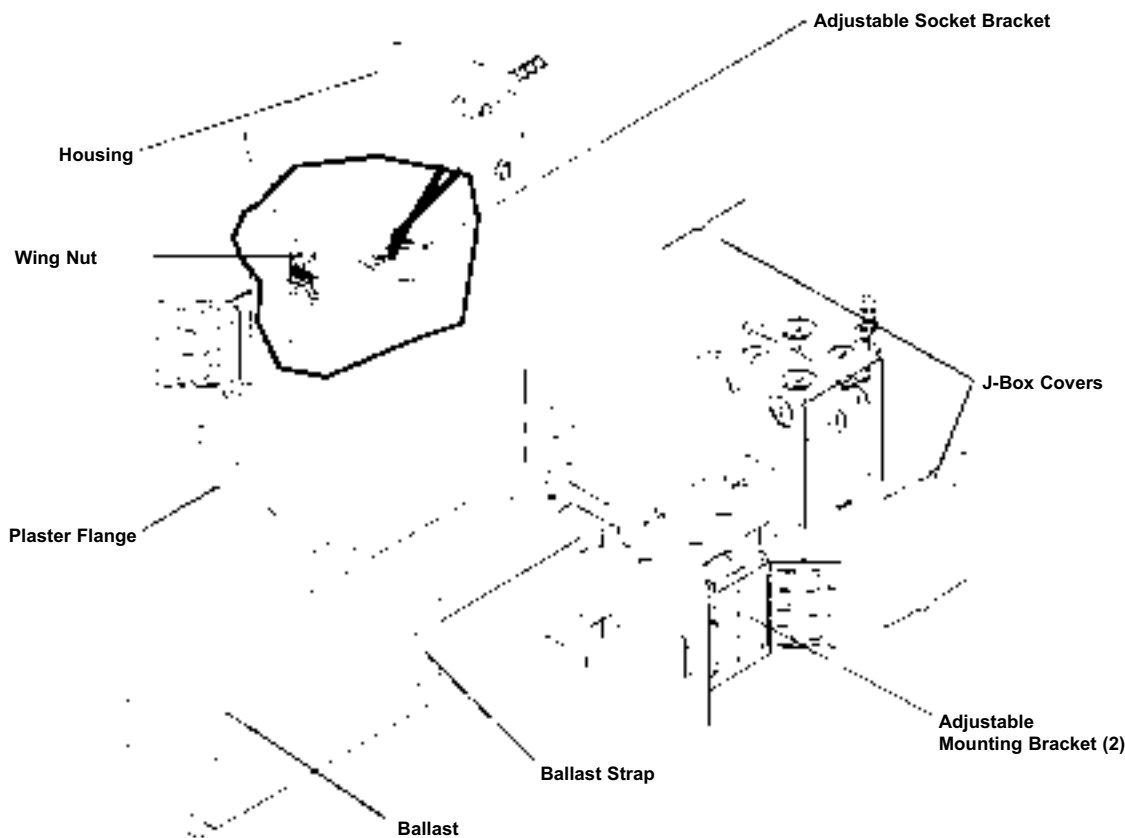 Adjustable Socket Bracket
Housing
Wing Nut
J-Box Covers
Plaster Flange
Adjustable
Mounting Bracket (2)
Ballast Strap
Ballast